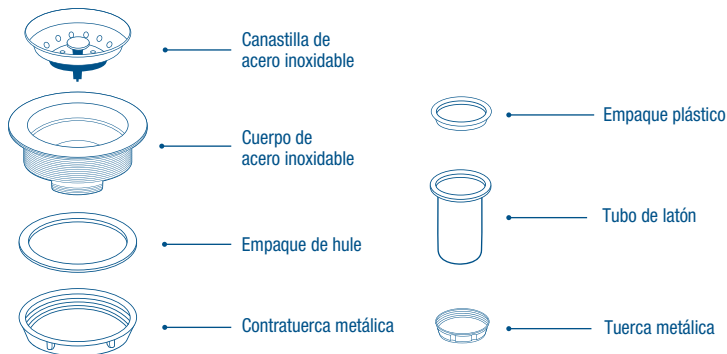 Canastilla de
acero inoxidable
Cuerpo de
acero inoxidable
Empaque de hule
Contratuerca metálica
Empaque plástico
Tubo de latón
Tuerca metálica